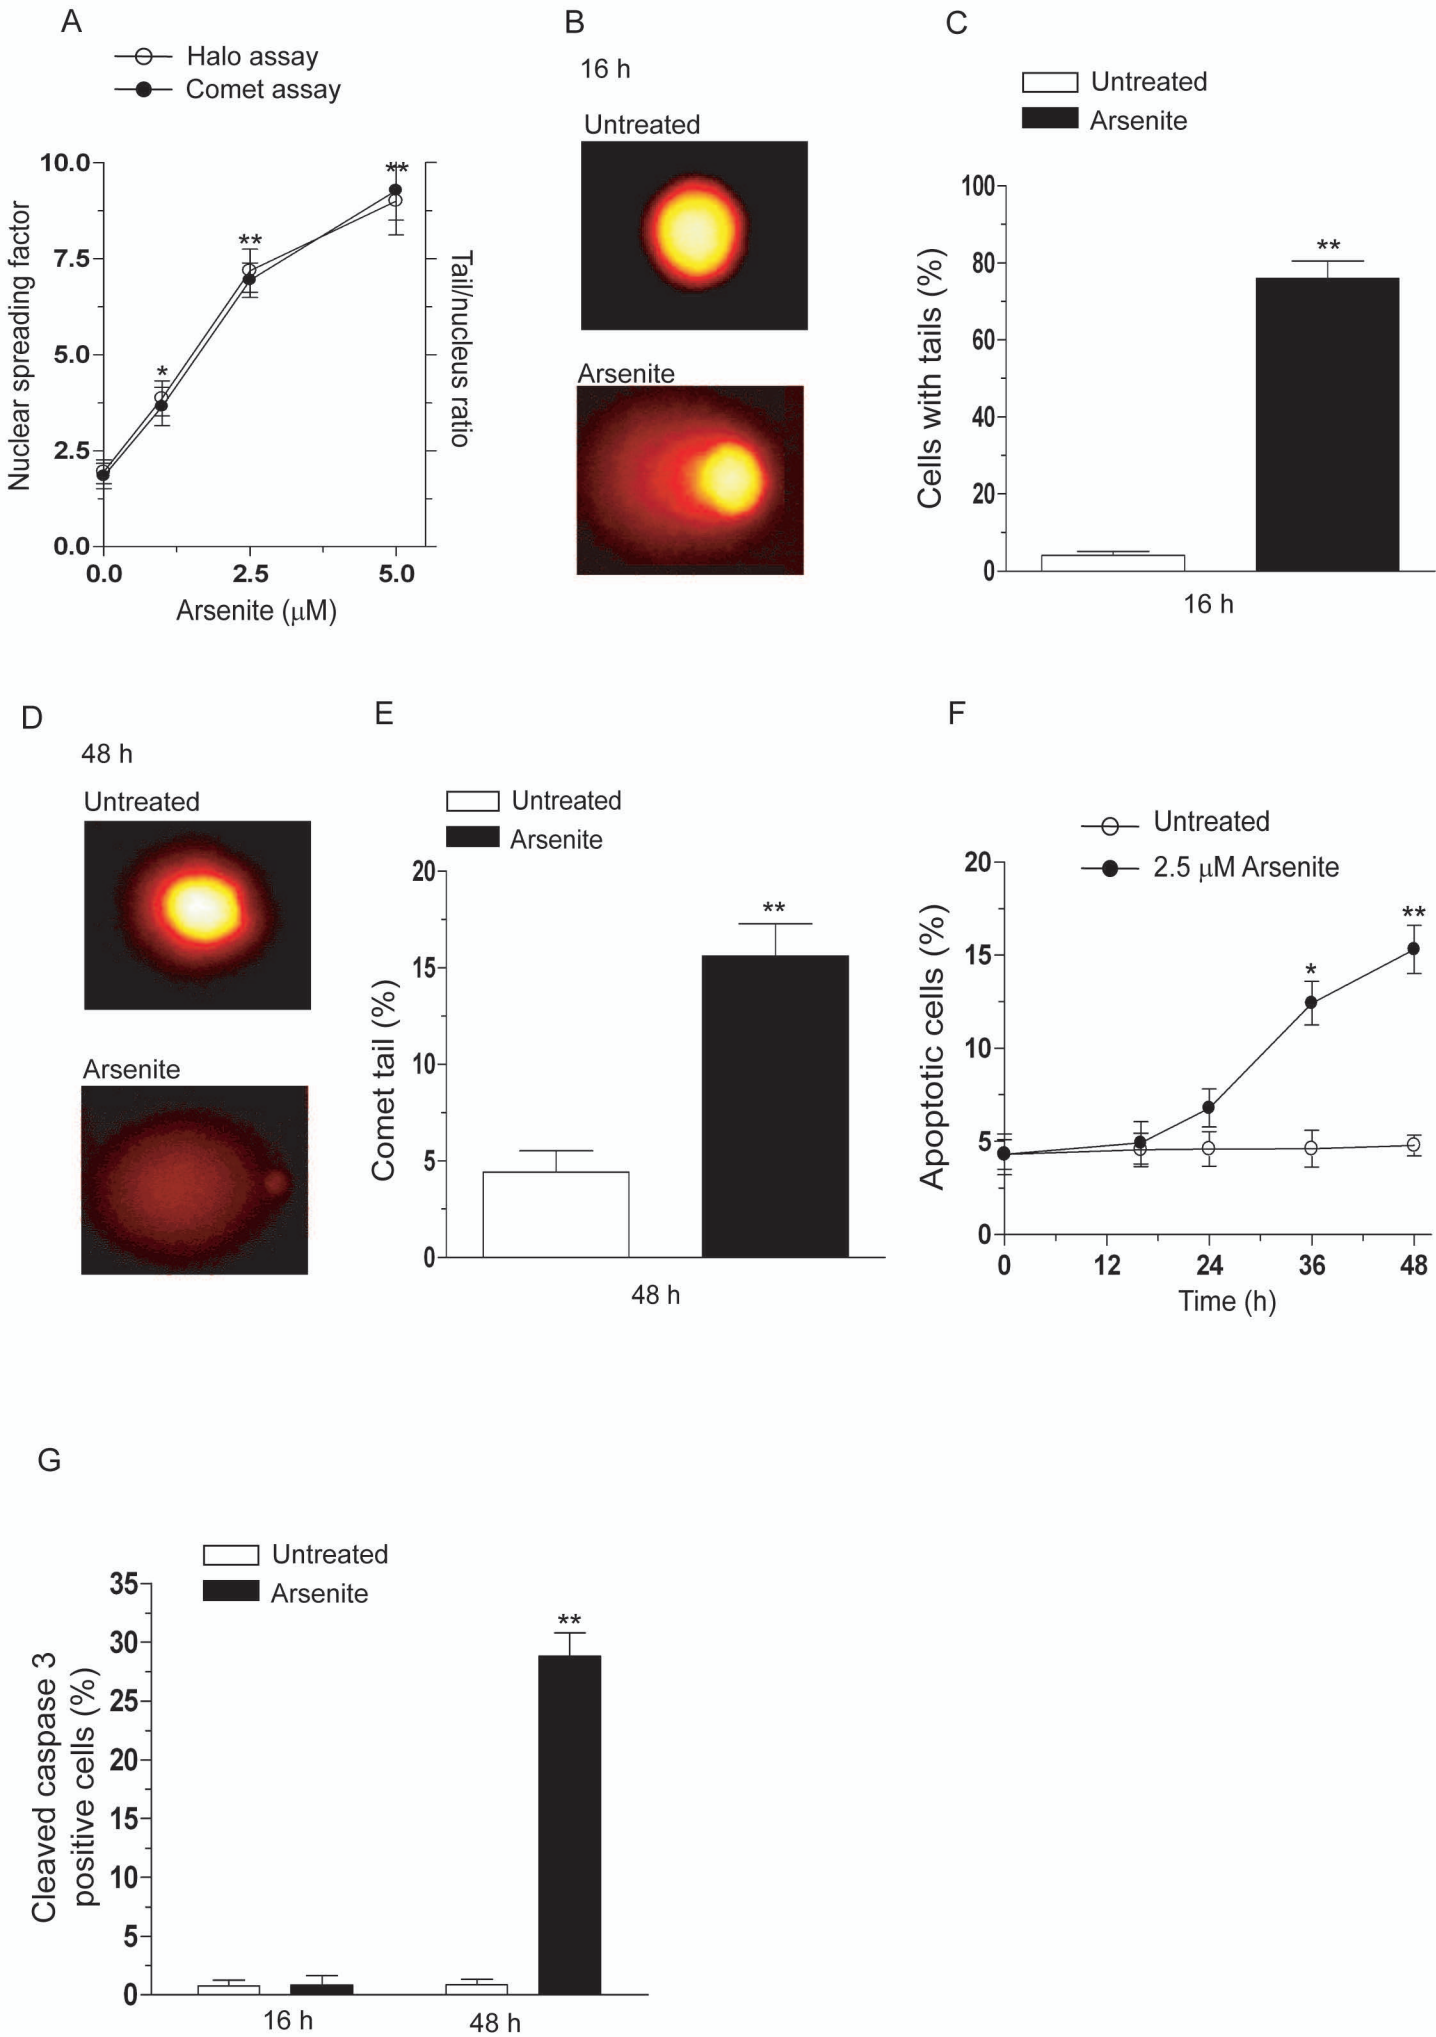 A
Halo assay
Comet assay
10.0
7.5
5.0
2.5
0.0
Nuclear spreading factor
Tail/nucleus ratio
*
**
**
0.0 2.5 5.0
Arsenite (μM)
B
16 h
Untreated
Arsenite
C
Untreated
Arsenite
100
80
60
40
20
0
Cells with tails (%)
**
16 h
D
48 h
Untreated
Arsenite
E
Untreated
Arsenite
20
15
10
5
0
Comet tail (%)
**
48 h
F
Untreated
2.5 μM Arsenite
20
15
10
5
0
Apoptotic cells (%)
*
**
0 12 24 36 48
Time (h)
G
Untreated
Arsenite
35
30
25
20
15
10
5
0
Cleaved caspase 3
positive cells (%)
**
16 h 48 h